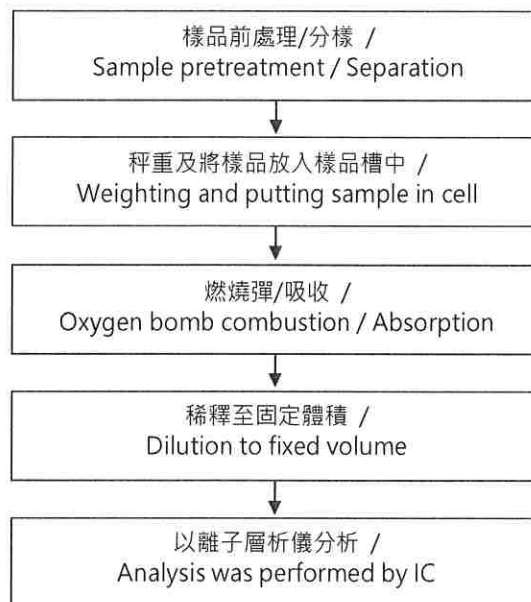 樣品前處理/分樣 /
Sample pretreatment / Separation
秤重及將樣品放入樣品槽中 /
Weighting and putting sample in cell
燃燒彈/吸收 /
Oxygen bomb combustion / Absorption
稀釋至固定體積 /
Dilution to fixed volume
以離子層析儀分析 /
Analysis was performed by IC